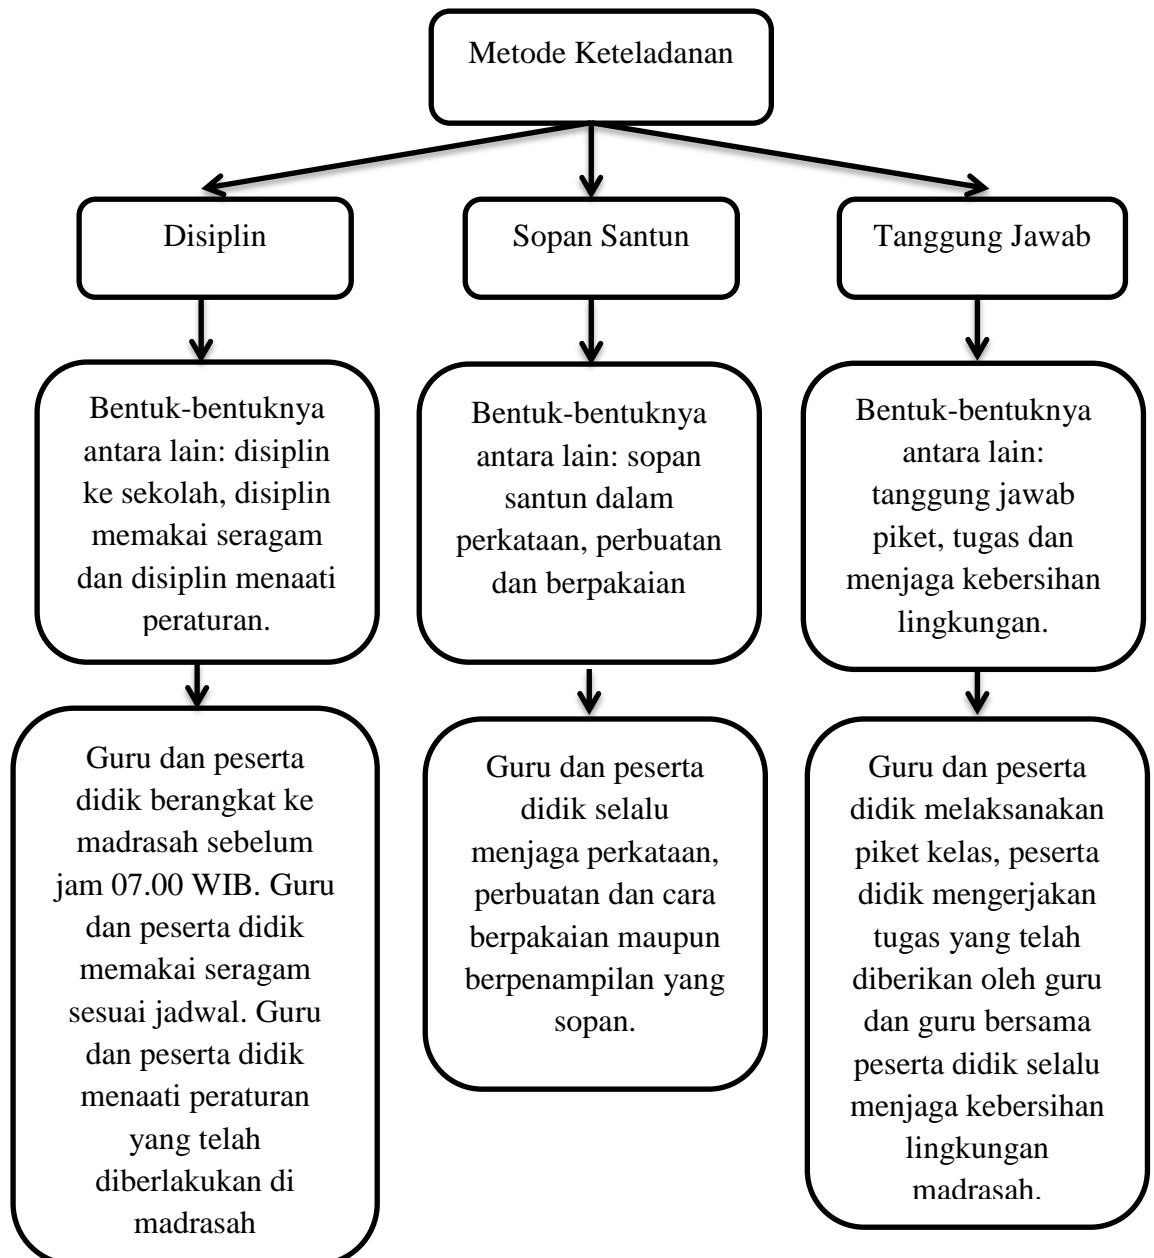 Metode Keteladanan
Disiplin
Sopan Santun
Tanggung Jawab
Bentuk-bentuknya
antara lain: disiplin
ke sekolah, disiplin
memakai seragam
dan disiplin menaati
peraturan.
Bentuk-bentuknya
antara lain: sopan
santun dalam
perkataan, perbuatan
dan berpakaian
Bentuk-bentuknya
antara lain:
tanggung jawab
piket, tugas dan
menjaga kebersihan
lingkungan.
Guru dan peserta
didik berangkat ke
madrasah sebelum
jam 07.00 WIB. Guru
dan peserta didik
memakai seragam
sesuai jadwal. Guru
dan peserta didik
menaati peraturan
yang telah
diberlakukan di
madrasah
Guru dan peserta
didik selalu
menjaga perkataan,
perbuatan dan cara
berpakaian maupun
berpenampilan yang
sopan.
Guru dan peserta
didik melaksanakan
piket kelas, peserta
didik mengerjakan
tugas yang telah
diberikan oleh guru
dan guru bersama
peserta didik selalu
menjaga kebersihan
lingkungan
madrasah.